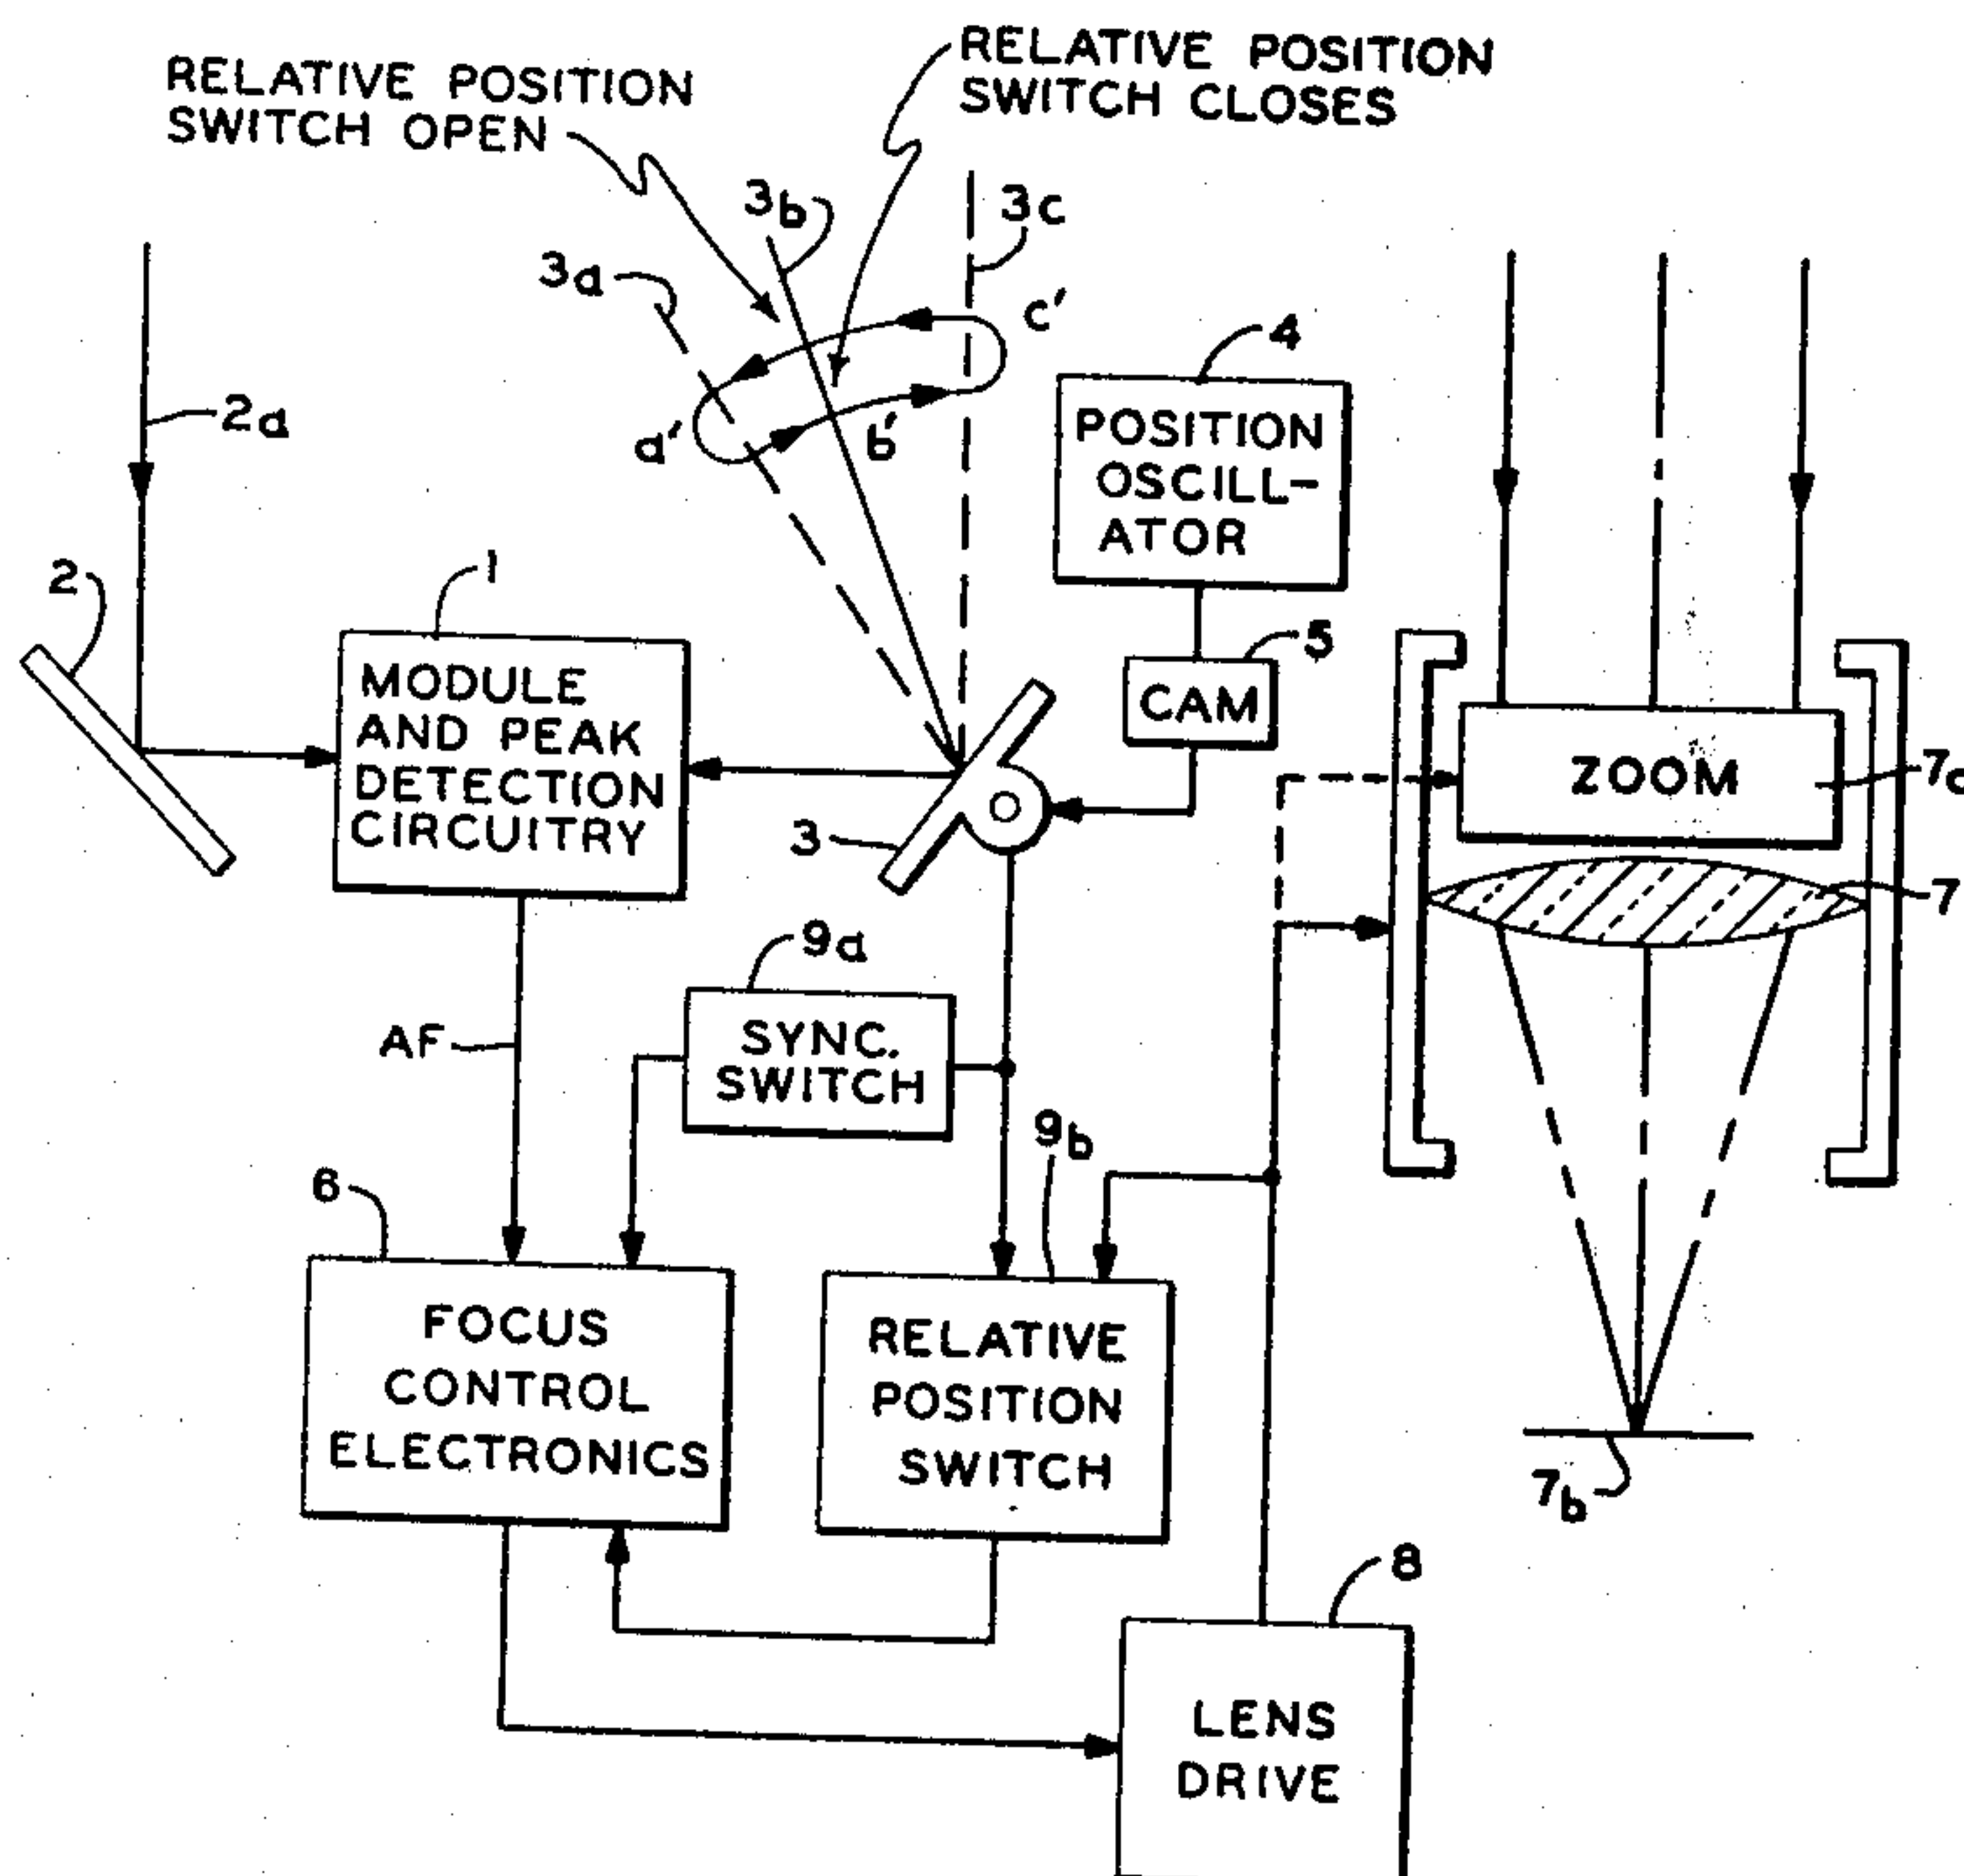 RELATIVE POSITION
SWITCH OPEN
RELATIVE POSITION
SWITCH CLOSES
3b
3c
3a
2a
a'
b'
c'
4
POSITION
OSCILL-
ATOR
2
1
MODULE
AND PEAK
DETECTION
CIRCUITRY
5
CAM
3
ZOOM
7
9a
SYNC.
SWITCH
AF
9b
6
FOCUS
CONTROL
ELECTRONICS
RELATIVE
POSITION
SWITCH
7b
8
LENS
DRIVE